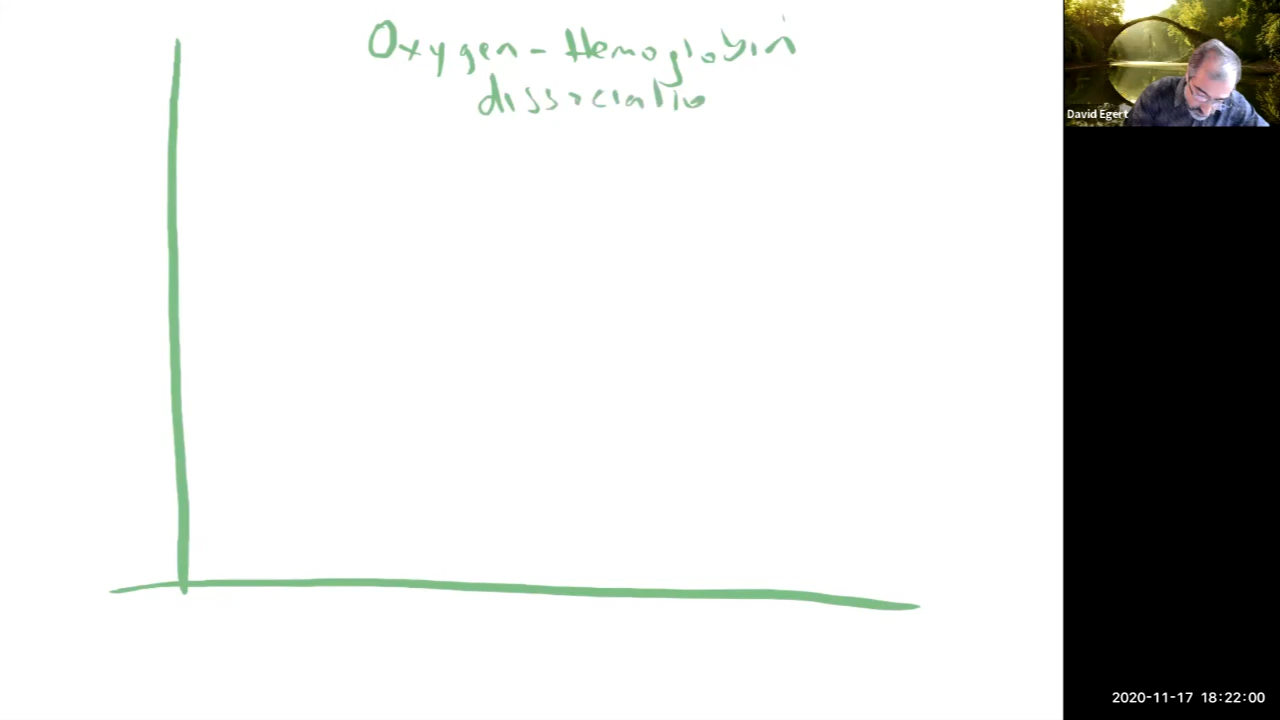 Oxygen - Hemoglobin
dissociatio
David Egert
2020-11-17 18:22:00